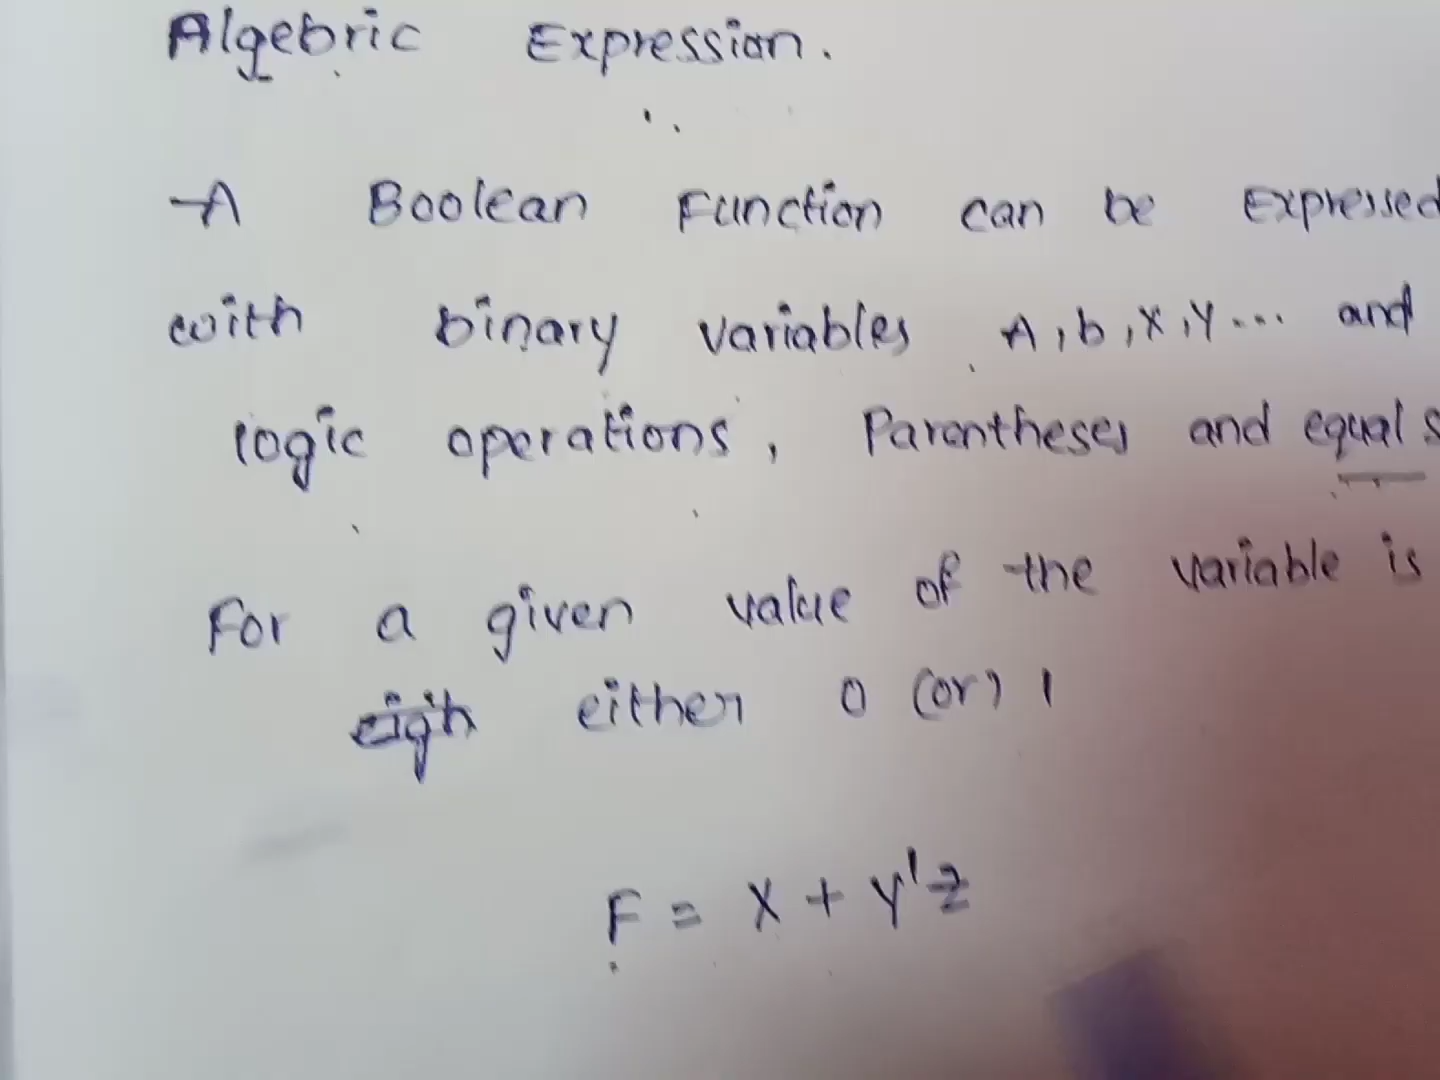 Algebric Expression.
A Boolean Function can be Expressed
with binary variables A, b, X, Y... and
logic operations, Parentheses and equal s
For a given value of the variable is
either 0 (or) 1
F = X + Y'Z